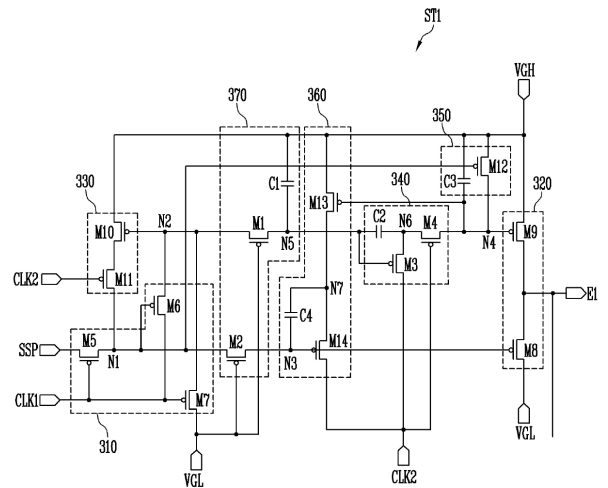 ST1
VGH
370
360
350
330
340
320
C1
C3
M12
M13
M10
N2
M1
N5
C2
N6
M4
N4
M9
M3
CLK2
M11
M6
N7
E1
C4
SSP
M5
N1
M2
N3
M14
M8
CLK1
M7
310
VGL
CLK2
VGL